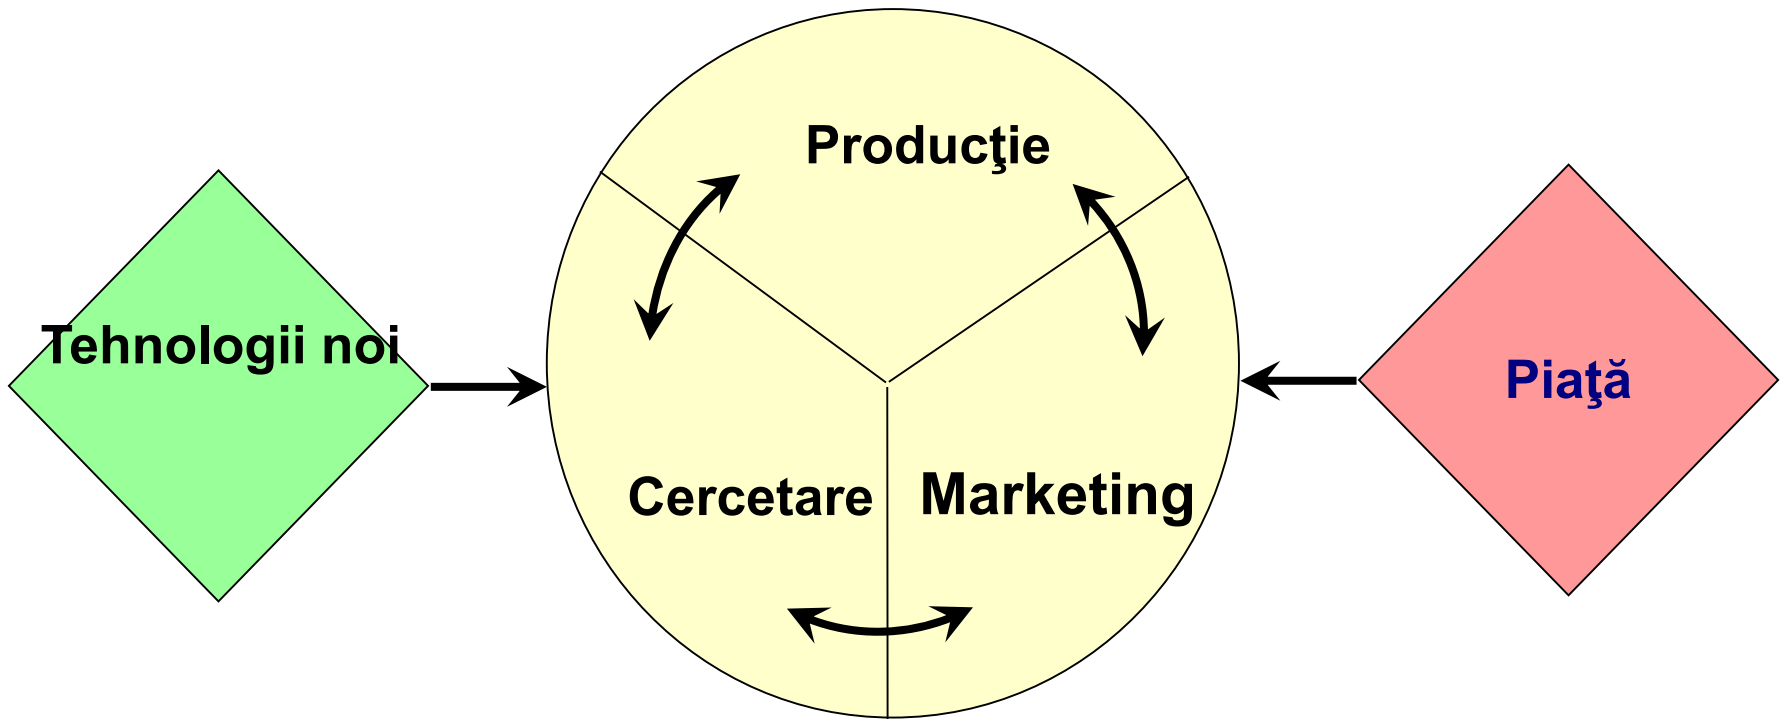 Producţie
Tehnologii noi
Piaţă
Cercetare
Marketing